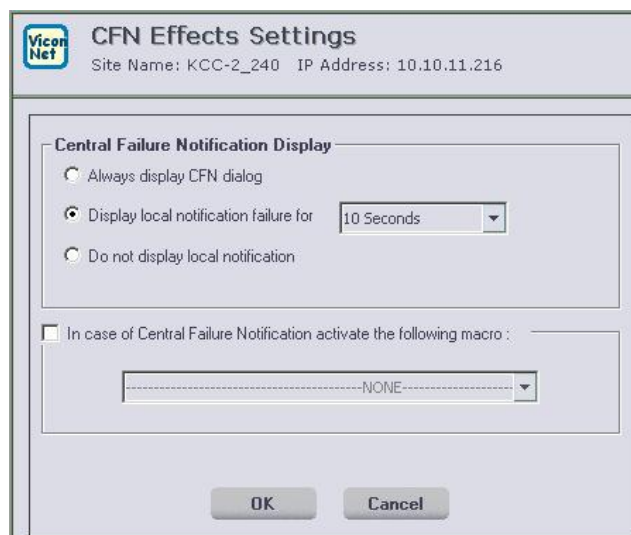 Vicon
Net
CFN Effects Settings
Site Name: KCC-2_240 IP Address: 10.10.11.216
Central Failure Notification Display
Always display CFN dialog
Display local notification failure for 10 Seconds
Do not display local notification
In case of Central Failure Notification activate the following macro :
----------------------------------------NONE-------------------
OK Cancel